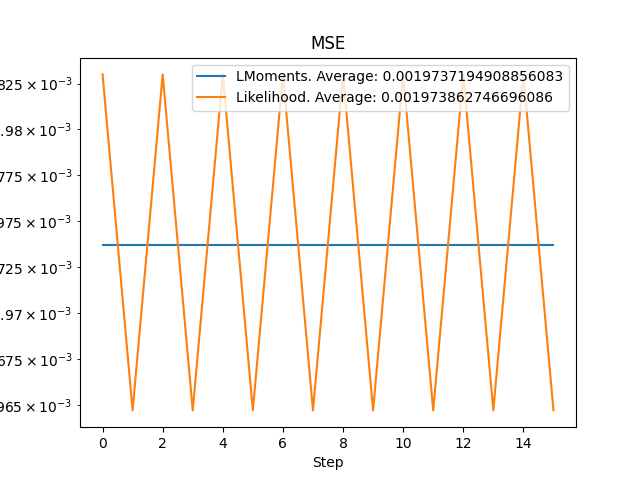 MSE
LMoments. Average: 0.0019737194908856083
Likelihood. Average: 0.001973862746696086
825 × 10⁻³
.98 × 10⁻³
775 × 10⁻³
975 × 10⁻³
725 × 10⁻³
.97 × 10⁻³
675 × 10⁻³
965 × 10⁻³
0 2 4 6 8 10 12 14
Step